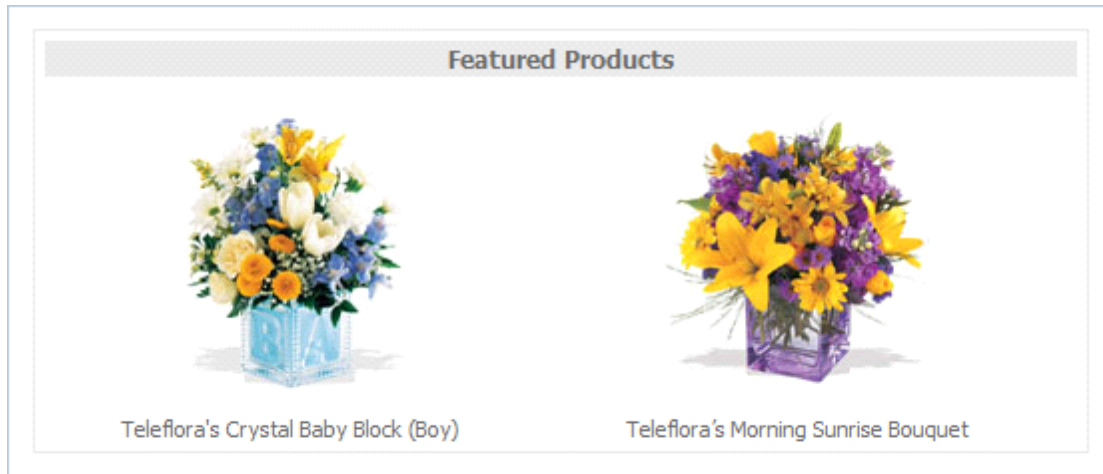 Featured Products
B A
Teleflora's Crystal Baby Block (Boy)
Teleflora’s Morning Sunrise Bouquet